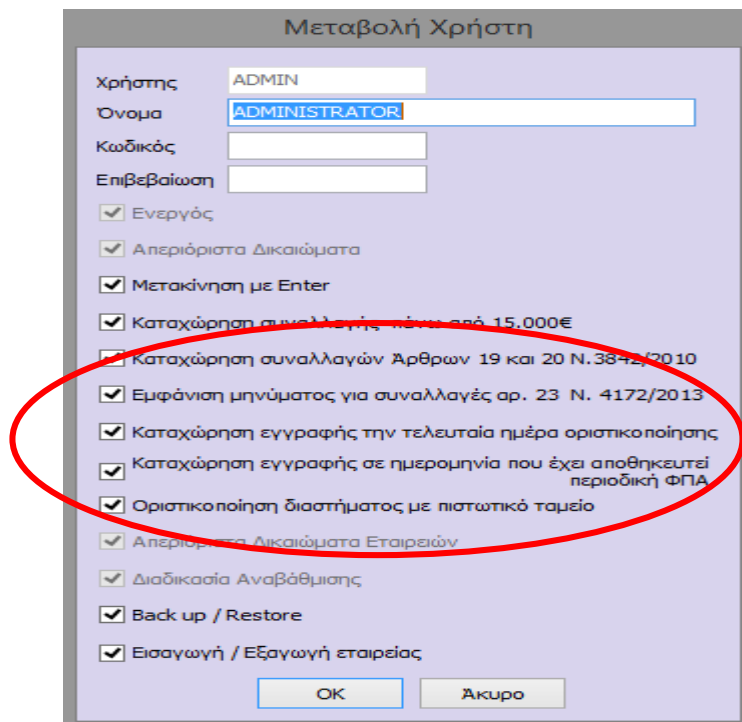 Μεταβολή Χρήστη
Χρήστης ADMIN
Όνομα ADMINISTRATOR
Κωδικός
Επιβεβαίωση
Ενεργός
Απεριόριστα Δικαιώματα
Μετακίνηση με Enter
Καταχώρηση συναλλαγής πάνω από 15.000€
Καταχώρηση συναλλαγών Άρθρων 19 και 20 Ν.3842/2010
Εμφάνιση μηνύματος για συναλλαγές αρ. 23 Ν. 4172/2013
Καταχώρηση εγγραφής την τελευταία ημέρα οριστικοποίησης
Καταχώρηση εγγραφής σε ημερομηνία που έχει αποθηκευτεί
περιοδική ΦΠΑ
Οριστικοποίηση διαστήματος με πιστωτικό ταμείο
Απεριόριστα Δικαιώματα Εταιρειών
Διαδικασία Αναβάθμισης
Back up / Restore
Εισαγωγή / Εξαγωγή εταιρείας
OK Άκυρο